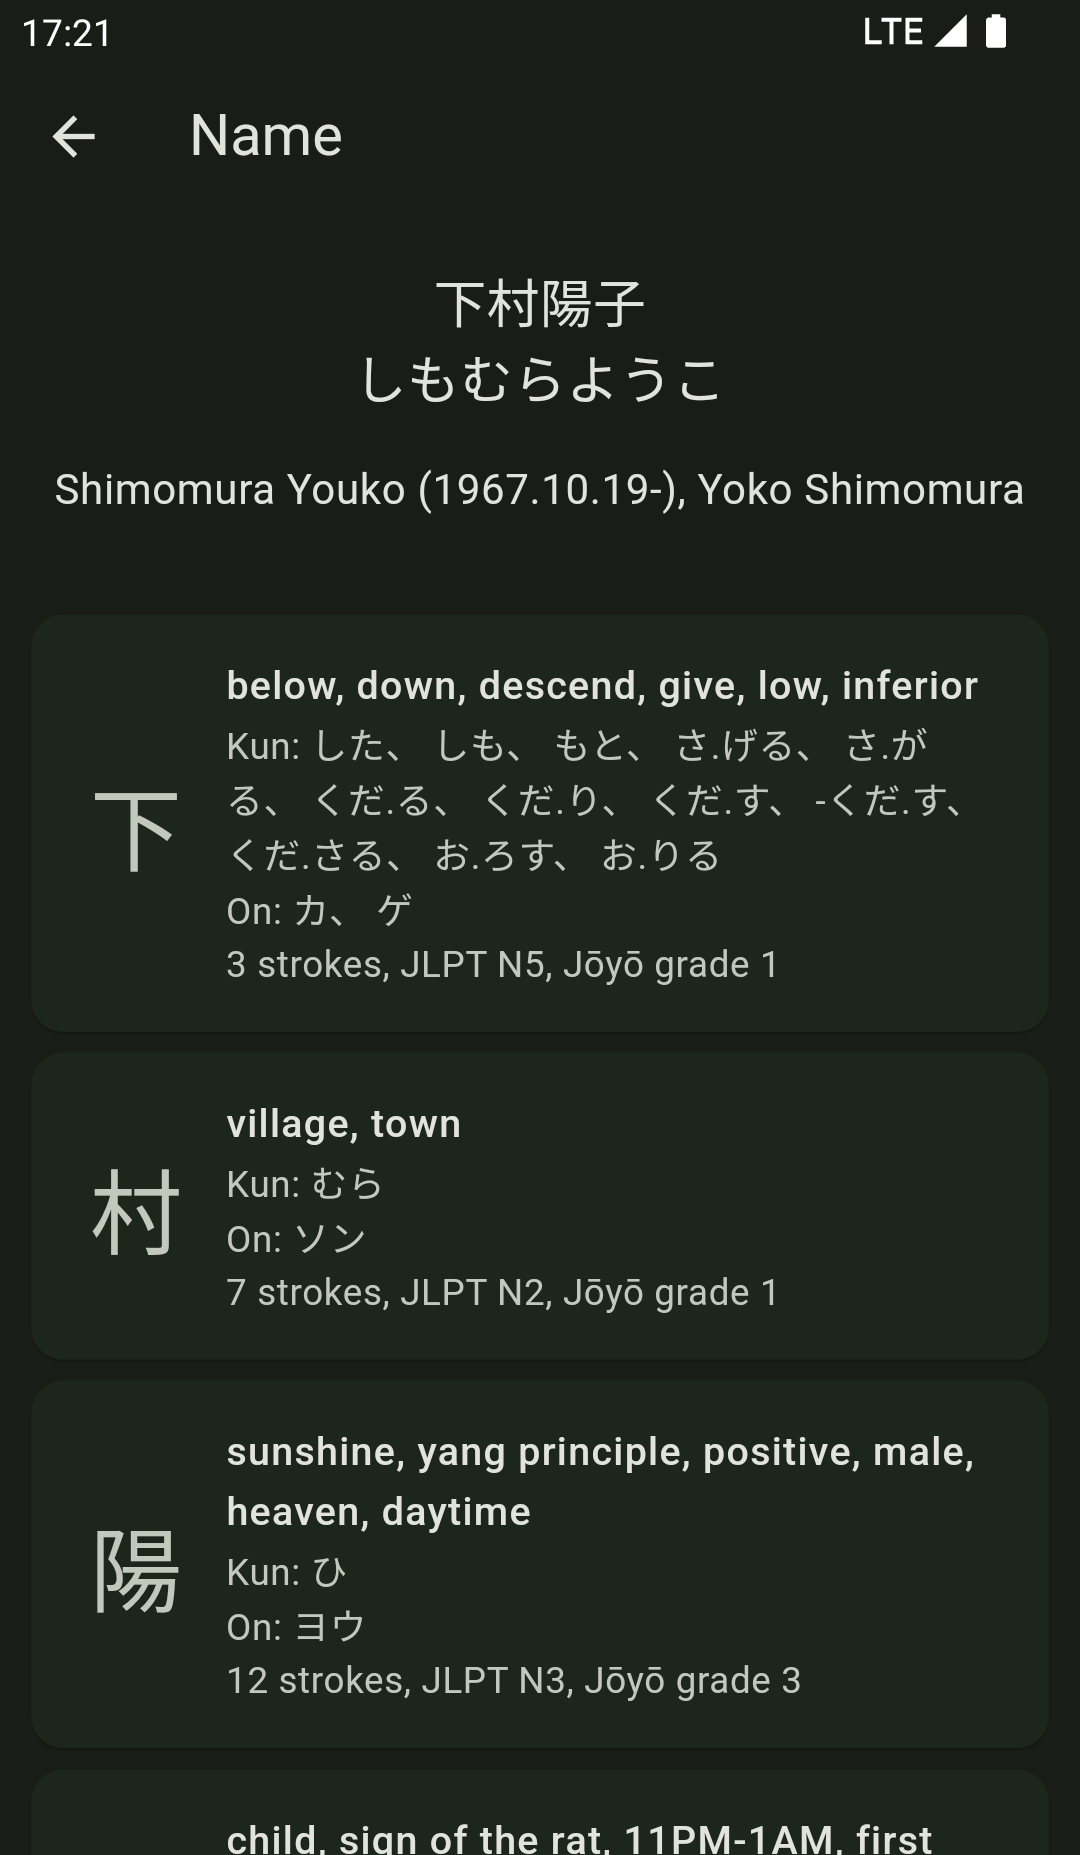 17:21
LTE
Name
下村陽子
しもむらようこ
Shimomura Youko (1967.10.19-), Yoko Shimomura
below, down, descend, give, low, inferior
Kun: した、 しも、 もと、 さ.げる、 さ.が
る、 くだ.る、 くだ.り、 くだ.す、 -くだ.す、
くだ.さる、 お.ろす、 お.りる
下
On: カ、 ゲ
3 strokes, JLPT N5, Jōyō grade 1
village, town
Kun: むら
村
On: ソン
7 strokes, JLPT N2, Jōyō grade 1
sunshine, yang principle, positive, male,
heaven, daytime
Kun: ひ
陽
On: ヨウ
12 strokes, JLPT N3, Jōyō grade 3
child, sign of the rat, 11PM-1AM, first